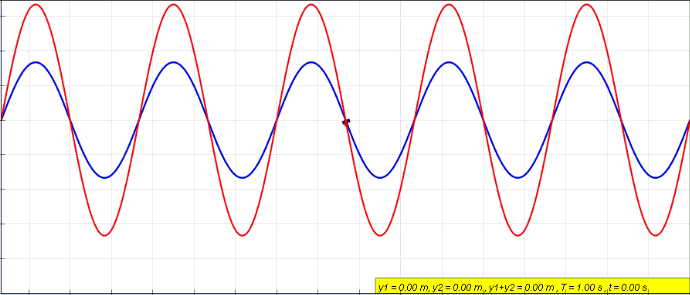 y1 = 0.00 m, y2 = 0.00 m, y1+y2 = 0.00 m , T = 1.00 s , t = 0.00 s